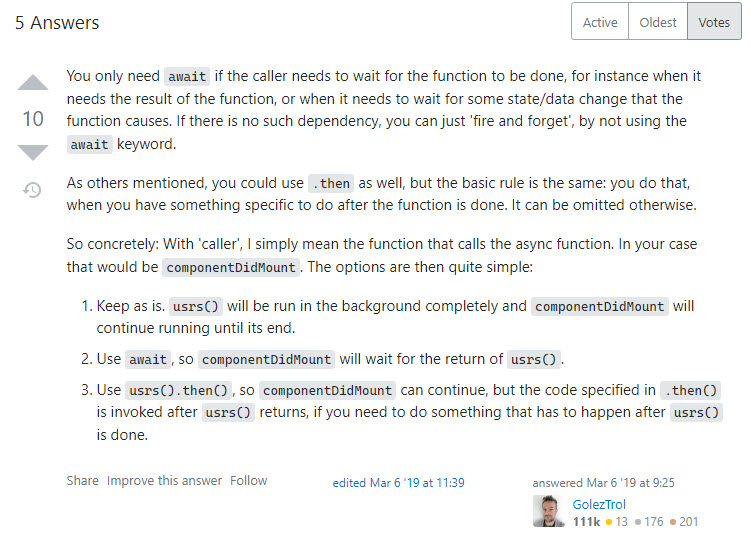 5 Answers
Active Oldest Votes
You only need await if the caller needs to wait for the function to be done, for instance when it
needs the result of the function, or when it needs to wait for some state/data change that the
10
function causes. If there is no such dependency, you can just 'fire and forget', by not using the
await keyword.
As others mentioned, you could use .then as well, but the basic rule is the same: you do that,
when you have something specific to do after the function is done. It can be omitted otherwise.
So concretely: With 'caller', I simply mean the function that calls the async function. In your case
that would be componentDidMount. The options are then quite simple:
1. Keep as is. usrs() will be run in the background completely and componentDidMount will
continue running until its end.
2. Use await, so componentDidMount will wait for the return of usrs().
3. Use usrs().then(), so componentDidMount can continue, but the code specified in .then()
is invoked after usrs() returns, if you need to do something that has to happen after usrs()
is done.
Share Improve this answer Follow
edited Mar 6 '19 at 11:39
answered Mar 6 '19 at 9:25
GolezTrol
111k 13 176 201